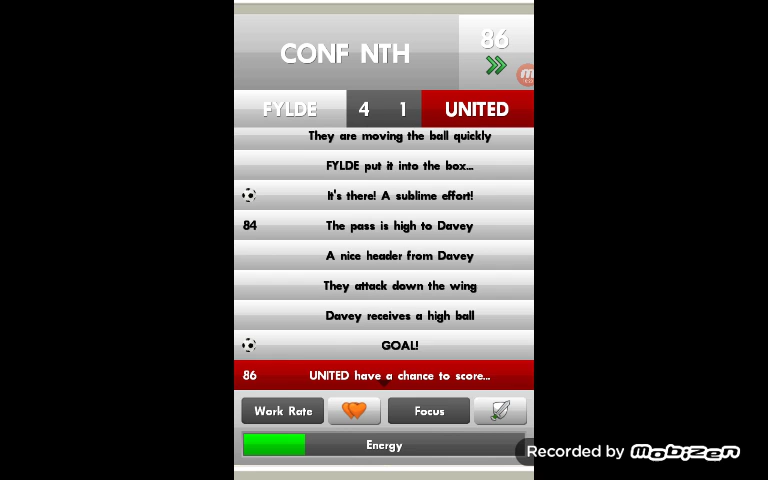 CONF NTH
86
FYLDE 4 1 UNITED
They are moving the ball quickly
FYLDE put it into the box...
It's there! A sublime effort!
84 The pass is high to Davey
A nice header from Davey
They attack down the wing
Davey receives a high ball
GOAL!
86 UNITED have a chance to score...
Work Rate Focus
Energy
Recorded by mobizen